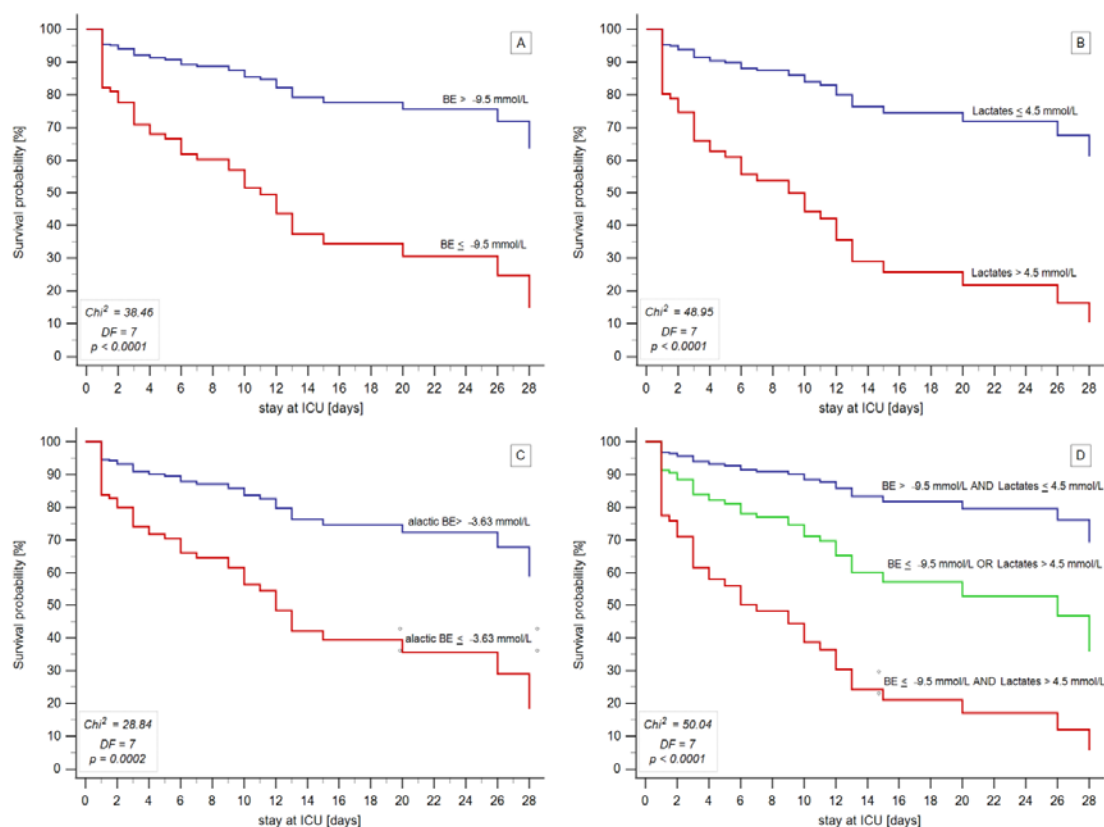 A
100
90
80
70
60
50
40
30
20
10
0
Survival probability [%]
BE > -9.5 mmol/L
BE ≤ -9.5 mmol/L
Chi² = 38.46
DF = 7
p < 0.0001
0 2 4 6 8 10 12 14 16 18 20 22 24 26 28
stay at ICU [days]
B
100
90
80
70
60
50
40
30
20
10
0
Survival probability [%]
Lactates ≤ 4.5 mmol/L
Lactates > 4.5 mmol/L
Chi² = 48.95
DF = 7
p < 0.0001
0 2 4 6 8 10 12 14 16 18 20 22 24 26 28
stay at ICU [days]
C
100
90
80
70
60
50
40
30
20
10
0
Survival probability [%]
alactic BE> -3.63 mmol/L
alactic BE ≤ -3.63 mmol/L
Chi² = 28.84
DF = 7
p = 0.0002
0 2 4 6 8 10 12 14 16 18 20 22 24 26 28
stay at ICU [days]
D
100
90
80
70
60
50
40
30
20
10
0
Survival probability [%]
BE > -9.5 mmol/L AND Lactates ≤ 4.5 mmol/L
BE ≤ -9.5 mmol/L OR Lactates > 4.5 mmol/L
BE ≤ -9.5 mmol/L AND Lactates > 4.5 mmol/L
Chi² = 50.04
DF = 7
p < 0.0001
0 2 4 6 8 10 12 14 16 18 20 22 24 26 28
stay at ICU [days]